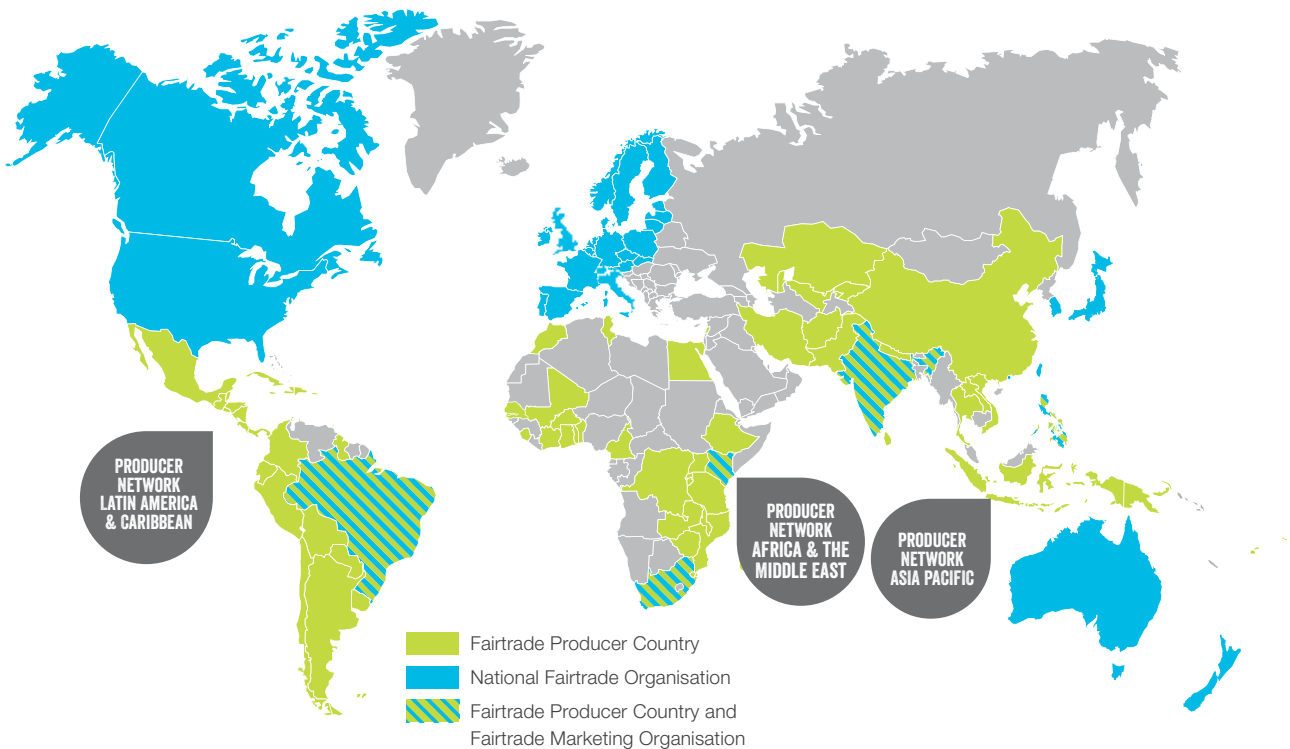 PRODUCER
NETWORK
LATIN AMERICA
& CARIBBEAN
PRODUCER
NETWORK
AFRICA & THE
MIDDLE EAST
PRODUCER
NETWORK
ASIA PACIFIC
Fairtrade Producer Country
National Fairtrade Organisation
Fairtrade Producer Country and
Fairtrade Marketing Organisation